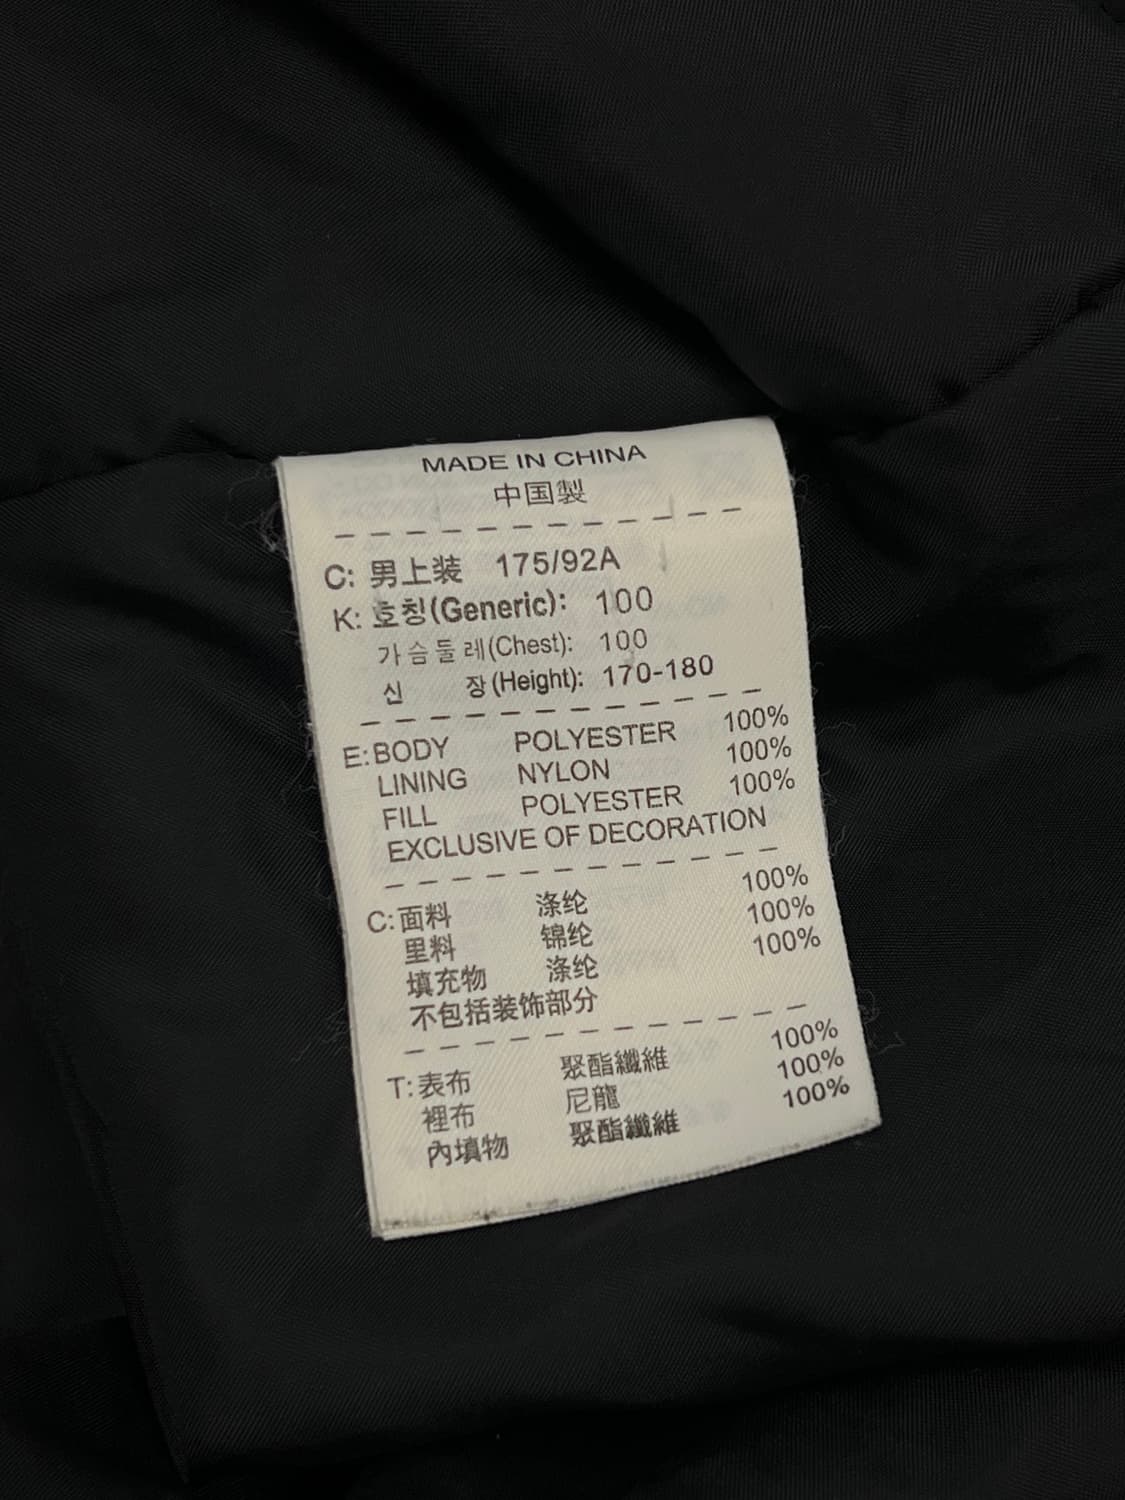 MADE IN CHINA
中国製
C: 男上装 175/92A
K: 호칭(Generic): 100
가슴둘레(Chest): 100
신 장(Height): 170-180
E: BODY POLYESTER 100%
LINING NYLON 100%
FILL POLYESTER 100%
EXCLUSIVE OF DECORATION
C: 面料 涤纶 100%
里料 锦纶 100%
填充物 涤纶 100%
不包括装饰部分
T: 表布 聚酯纖維 100%
裡布 尼龍 100%
內填物 聚酯纖維 100%